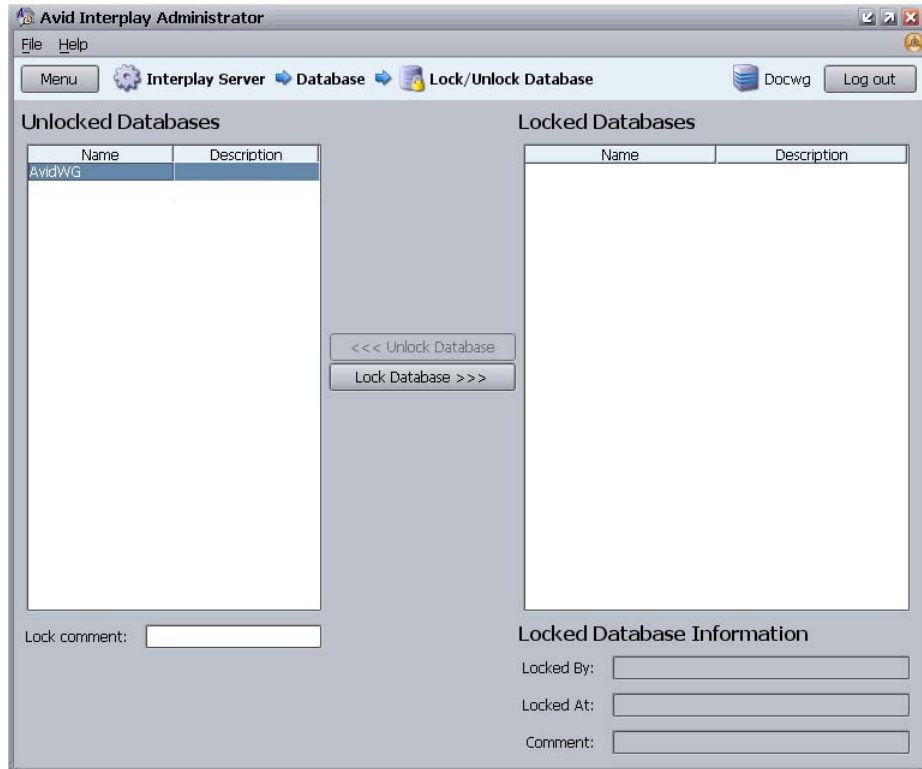 Avid Interplay Administrator
File Help
Menu Interplay Server Database Lock/Unlock Database Docwg Log out
Unlocked Databases
Locked Databases
Name Description
Name Description
AvidWG
<<< Unlock Database
Lock Database >>>
Lock comment:
Locked Database Information
Locked By:
Locked At:
Comment: